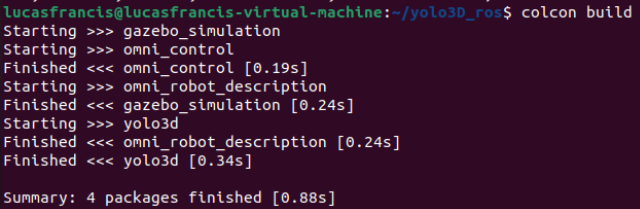 lucasfrancis@lucasfrancis-virtual-machine:~/yolo3D_ros$ colcon build
Starting >>> gazebo_simulation
Starting >>> omni_control
Finished <<< omni_control [0.19s]
Starting >>> omni_robot_description
Finished <<< gazebo_simulation [0.24s]
Starting >>> yolo3d
Finished <<< omni_robot_description [0.24s]
Finished <<< yolo3d [0.34s]
Summary: 4 packages finished [0.88s]